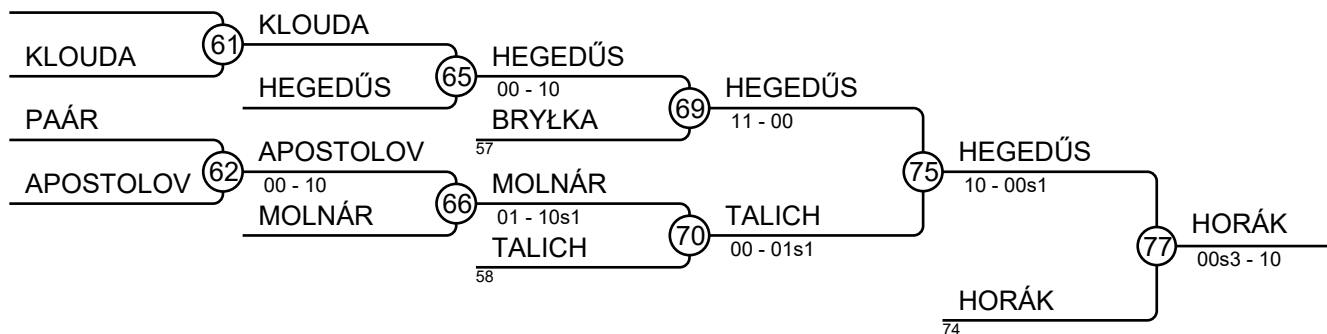 KLOUDA
61
KLOUDA
HEGEDŰS
65
HEGEDŰS
00 - 10
BRYŁKA
57
69
HEGEDŰS
11 - 00
PAÁR
APOSTOLOV
62
APOSTOLOV
00 - 10
MOLNÁR
66
MOLNÁR
01 - 10s1
TALICH
58
70
TALICH
00 - 01s1
75
HEGEDŰS
10 - 00s1
HORÁK
74
77
HORÁK
00s3 - 10